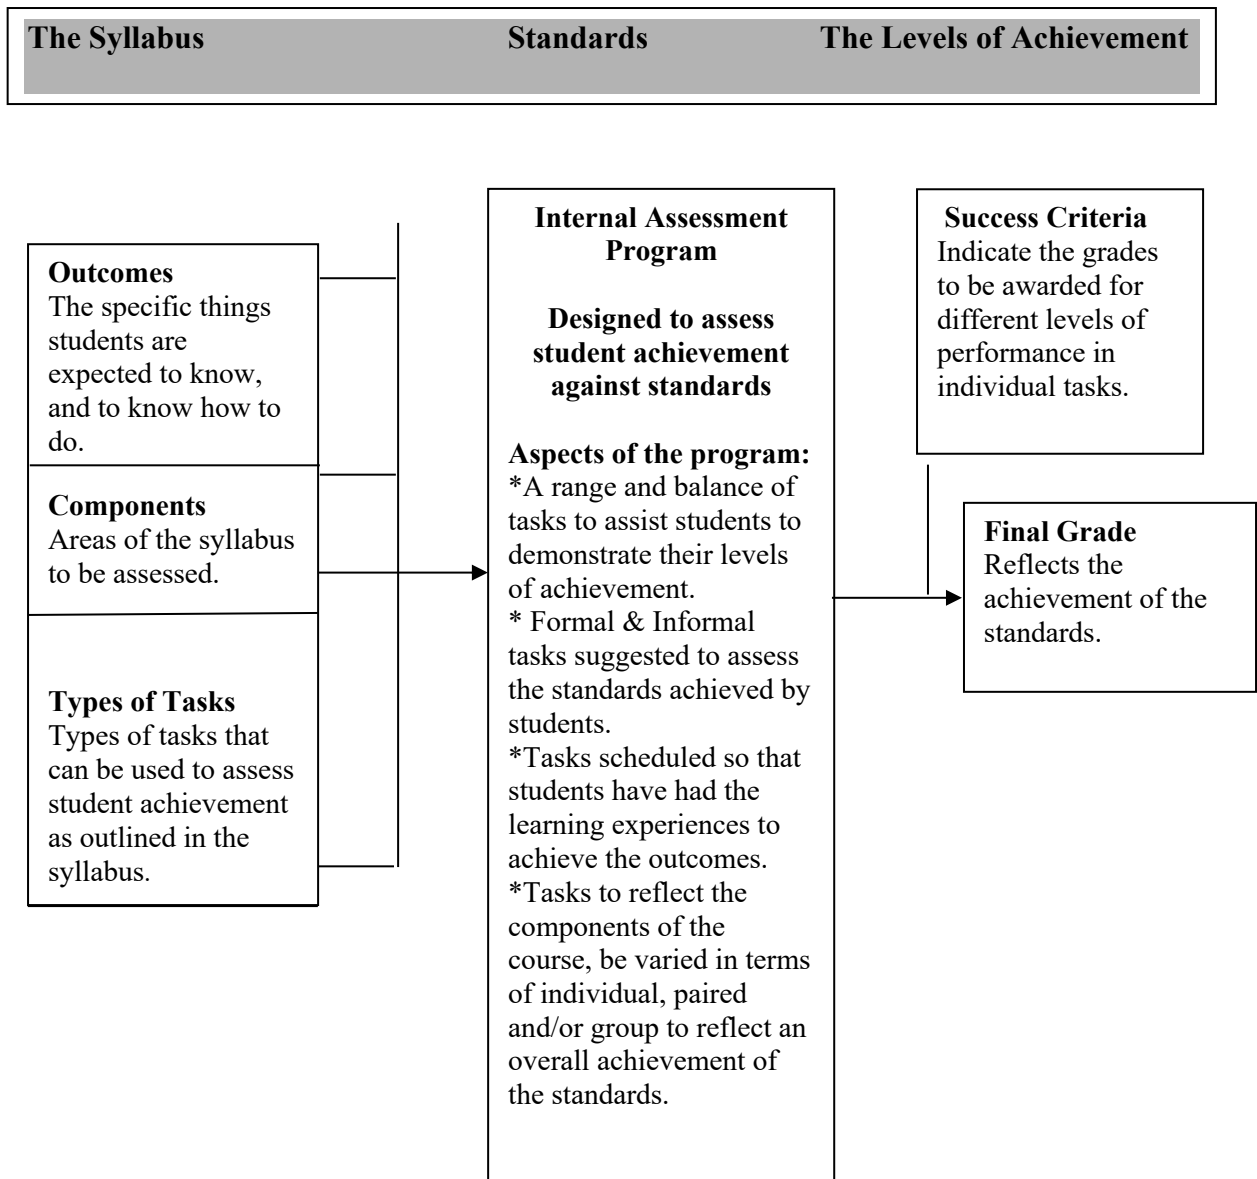 The Syllabus Standards The Levels of Achievement
Outcomes
The specific things
students are
expected to know,
and to know how to
do.
Components
Areas of the syllabus
to be assessed.
Types of Tasks
Types of tasks that
can be used to assess
student achievement
as outlined in the
syllabus.
Internal Assessment
Program
Designed to assess
student achievement
against standards
Aspects of the program:
*A range and balance of
tasks to assist students to
demonstrate their levels
of achievement.
* Formal & Informal
tasks suggested to assess
the standards achieved by
students.
*Tasks scheduled so that
students have had the
learning experiences to
achieve the outcomes.
*Tasks to reflect the
components of the
course, be varied in terms
of individual, paired
and/or group to reflect an
overall achievement of
the standards.
Success Criteria
Indicate the grades
to be awarded for
different levels of
performance in
individual tasks.
Final Grade
Reflects the
achievement of the
standards.